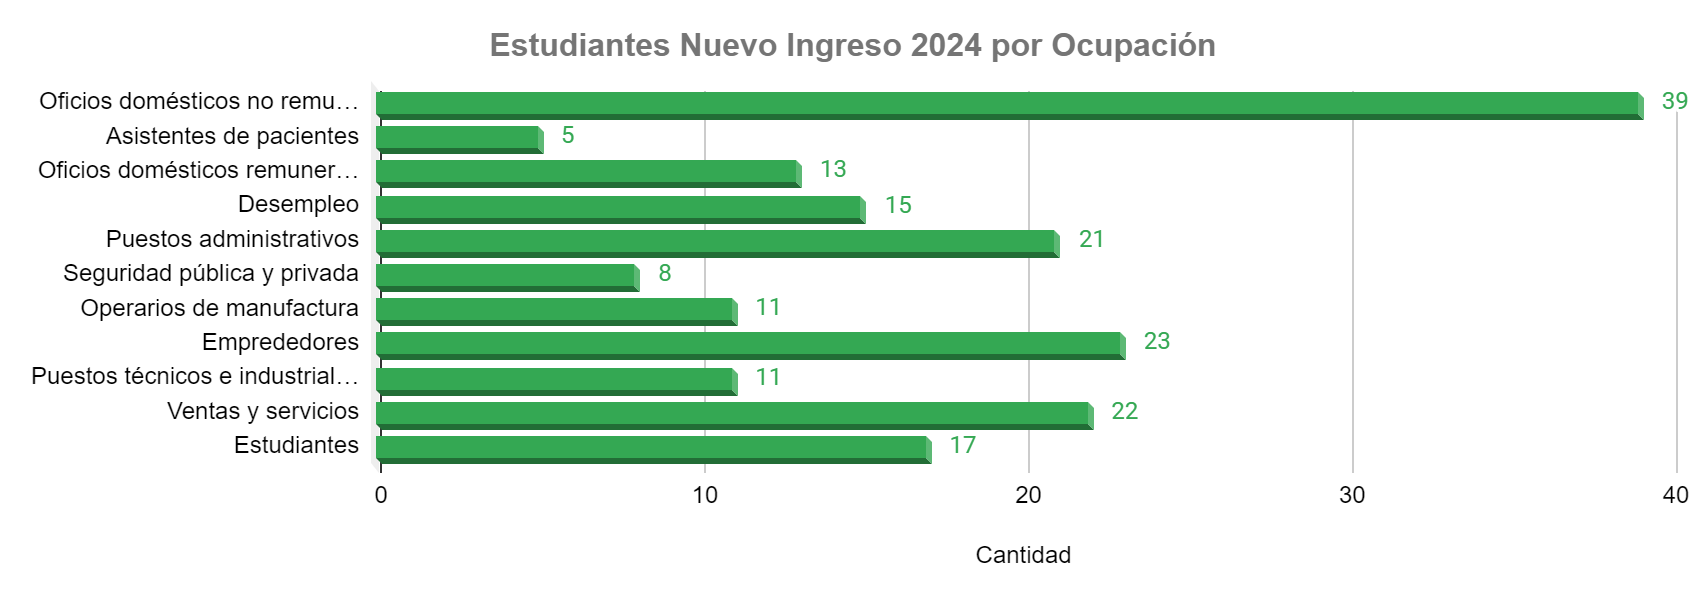 Estudiantes Nuevo Ingreso 2024 por Ocupación
Oficios domésticos no remu… 39
Asistentes de pacientes 5
Oficios domésticos remuner… 13
Desempleo 15
Puestos administrativos 21
Seguridad pública y privada 8
Operarios de manufactura 11
Emprededores 23
Puestos técnicos e industrial… 11
Ventas y servicios 22
Estudiantes 17
0 10 20 30 40
Cantidad